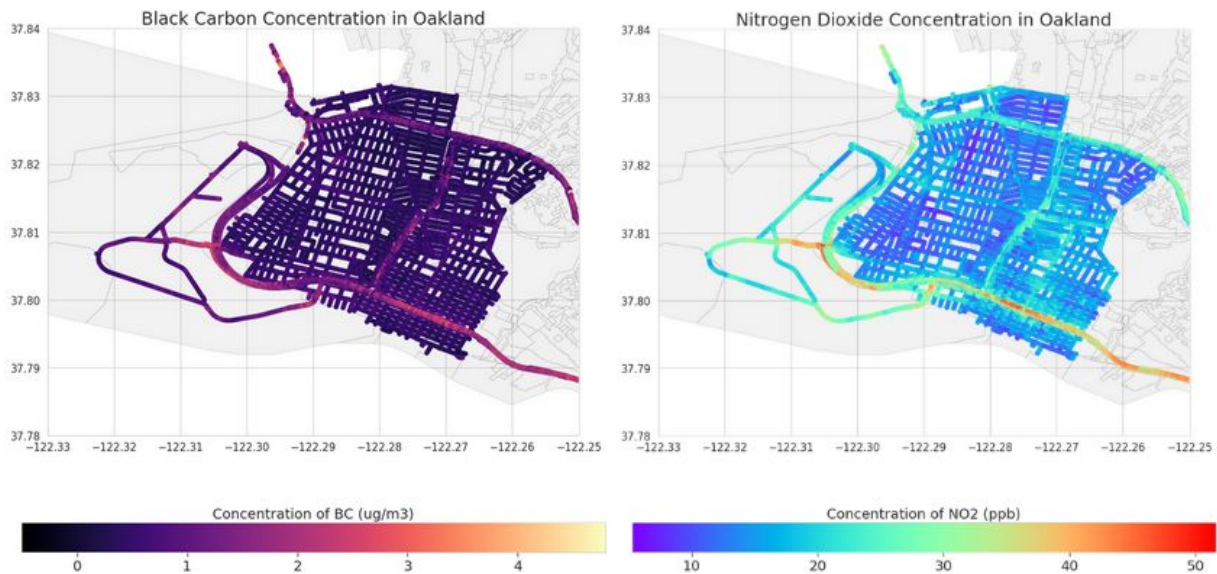 Black Carbon Concentration in Oakland
37.84
37.83
37.82
37.81
37.80
37.79
37.78
−122.33 −122.32 −122.31 −122.30 −122.29 −122.28 −122.27 −122.26 −122.25
Concentration of BC (ug/m3)
0 1 2 3 4
Nitrogen Dioxide Concentration in Oakland
37.84
37.83
37.82
37.81
37.80
37.79
37.78
−122.33 −122.32 −122.31 −122.30 −122.29 −122.28 −122.27 −122.26 −122.25
Concentration of NO2 (ppb)
10 20 30 40 50